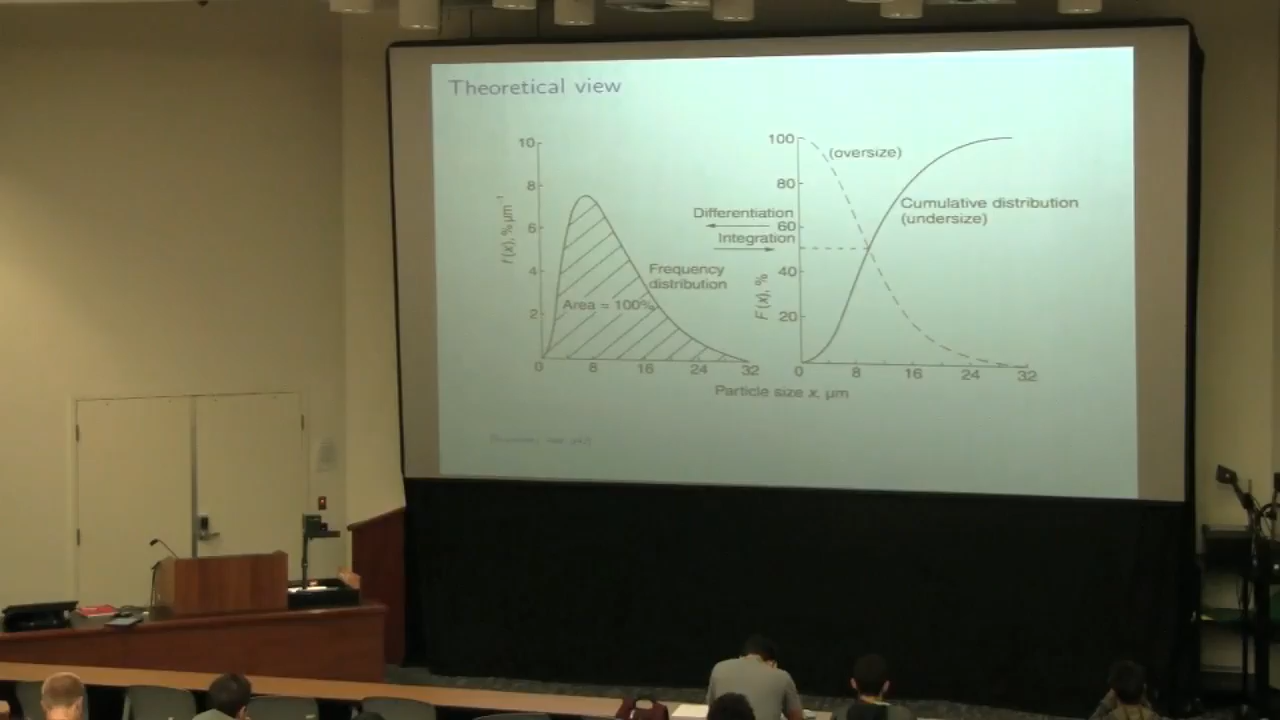 Theoretical view
10
8
6
4
2
f (x), % µm⁻¹
Frequency
distribution
Area = 100%
0 8 16 24 32
Differentiation
Integration
100
80
60
40
20
F (x), %
(oversize)
Cumulative distribution
(undersize)
0 8 16 24 32
Particle size x, µm